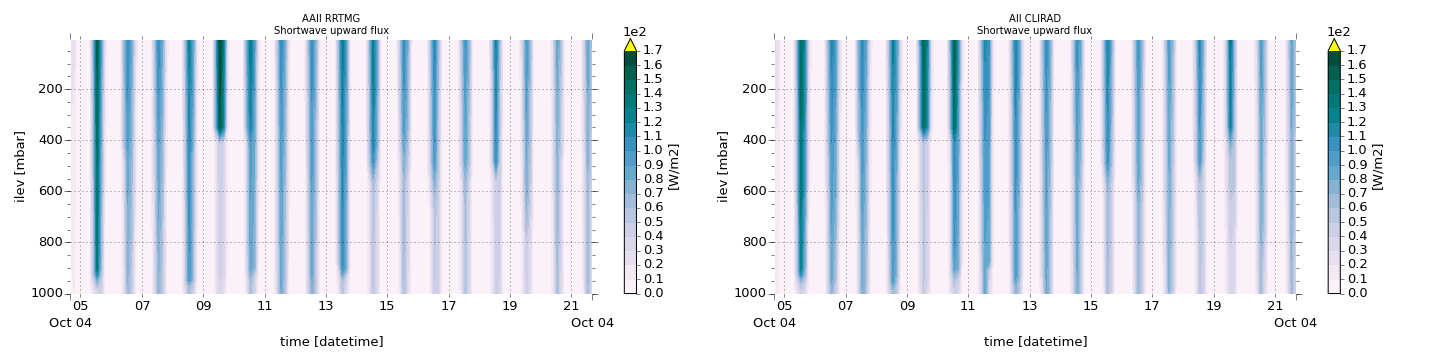 AAII RRTMG
Shortwave upward flux
1e2
1.7
1.6
1.5
1.4
1.3
1.2
1.1
1.0
0.9
0.8
0.7
0.6
0.5
0.4
0.3
0.2
0.1
0.0
[W/m2]
ilev [mbar]
200
400
600
800
1000
05 07 09 11 13 15 17 19 21
Oct 04 Oct 04
time [datetime]
AII CLIRAD
Shortwave upward flux
1e2
1.7
1.6
1.5
1.4
1.3
1.2
1.1
1.0
0.9
0.8
0.7
0.6
0.5
0.4
0.3
0.2
0.1
0.0
[W/m2]
ilev [mbar]
200
400
600
800
1000
05 07 09 11 13 15 17 19 21
Oct 04 Oct 04
time [datetime]